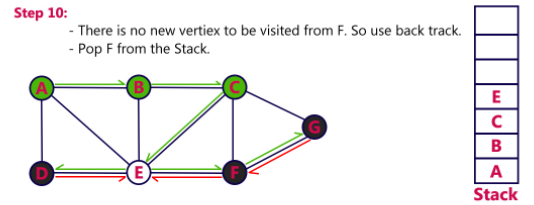 Step 10:
- There is no new vertiex to be visited from F. So use back track.
- Pop F from the Stack.
A
B
C
G
D
E
F
E
C
B
A
Stack